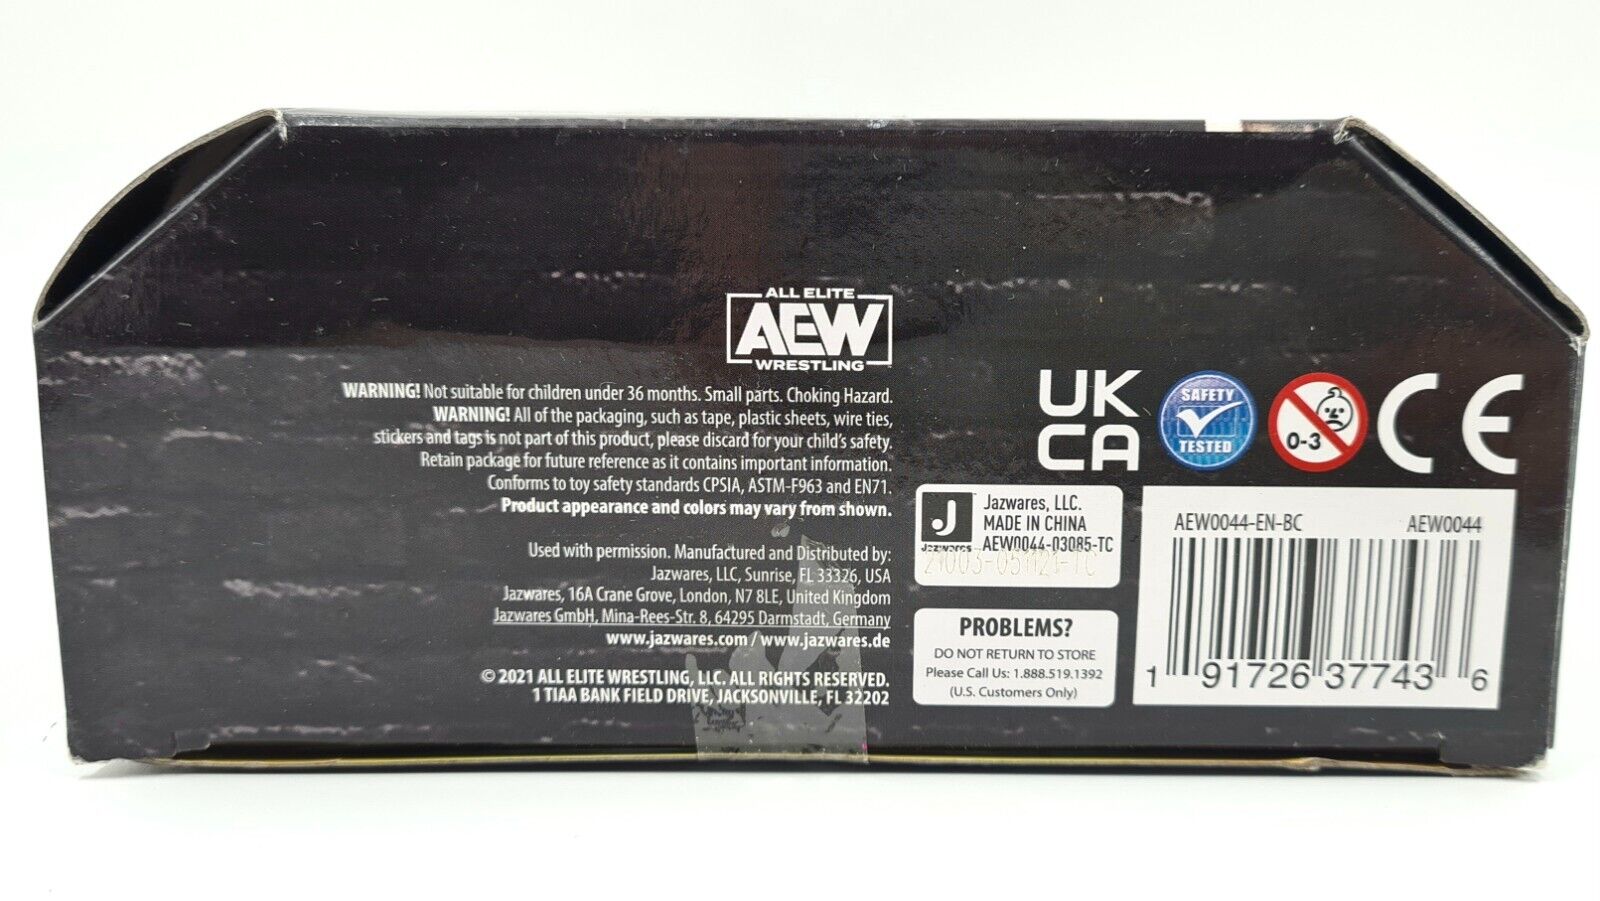 ALL ELITE
AEW
WRESTLING
WARNING! Not suitable for children under 36 months. Small parts. Choking Hazard.
WARNING! All of the packaging, such as tape, plastic sheets, wire ties,
stickers and tags is not part of this product, please discard for your child's safety.
Retain package for future reference as it contains important information.
Conforms to toy safety standards CPSIA, ASTM-F963 and EN71.
Product appearance and colors may vary from shown.
Used with permission. Manufactured and Distributed by:
Jazwares, LLC, Sunrise, FL 33326, USA
Jazwares, 16A Crane Grove, London, N7 8LE, United Kingdom
Jazwares GmbH, Mina-Rees-Str. 8, 64295 Darmstadt, Germany
www.jazwares.com / www.jazwares.de
© 2021 ALL ELITE WRESTLING, LLC. ALL RIGHTS RESERVED.
1 TIAA BANK FIELD DRIVE, JACKSONVILLE, FL 32202
UK
CA
SAFETY
TESTED
0-3
CE
J
Jazwares
Jazwares, LLC.
MADE IN CHINA
AEW0044-03085-TC
21003-051121-TC
PROBLEMS?
DO NOT RETURN TO STORE
Please Call Us: 1.888.519.1392
(U.S. Customers Only)
AEW0044-EN-BC AEW0044
1 91726 37743 6